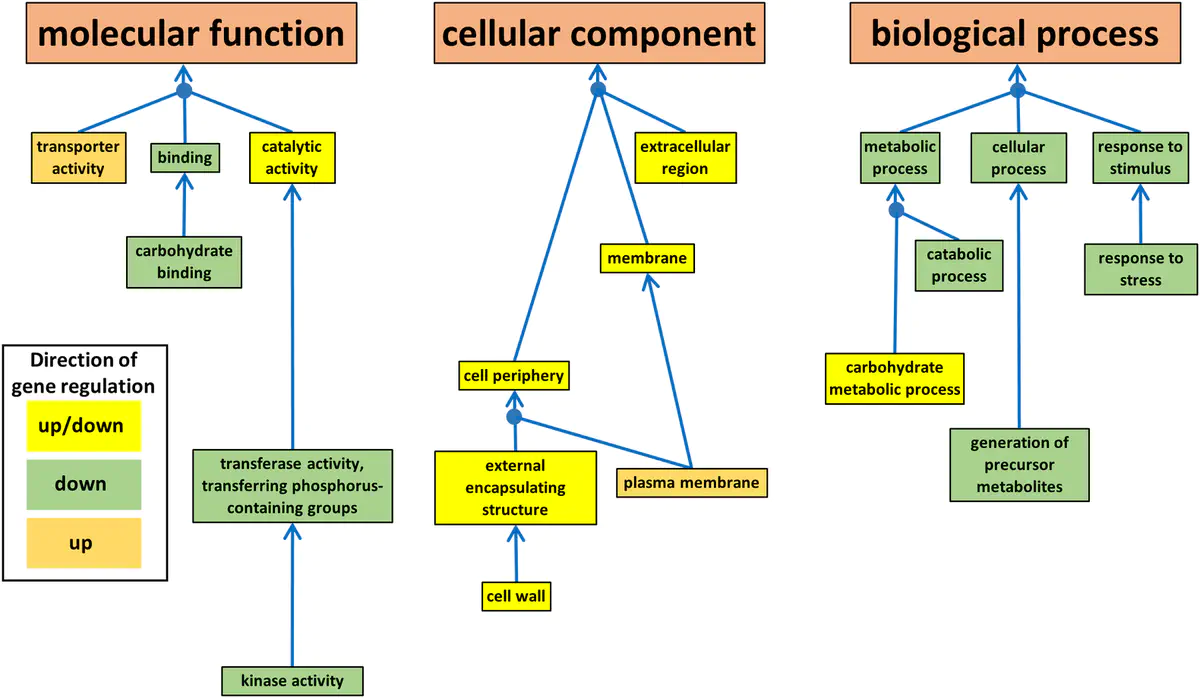 molecular function
cellular component
biological process
transporter
activity
binding
catalytic
activity
extracellular
region
metabolic
process
cellular
process
response to
stimulus
carbohydrate
binding
membrane
catabolic
process
response to
stress
Direction of
gene regulation
up/down
down
up
cell periphery
carbohydrate
metabolic process
transferase activity,
transferring phosphorus-
containing groups
external
encapsulating
structure
plasma membrane
generation of
precursor
metabolites
cell wall
kinase activity